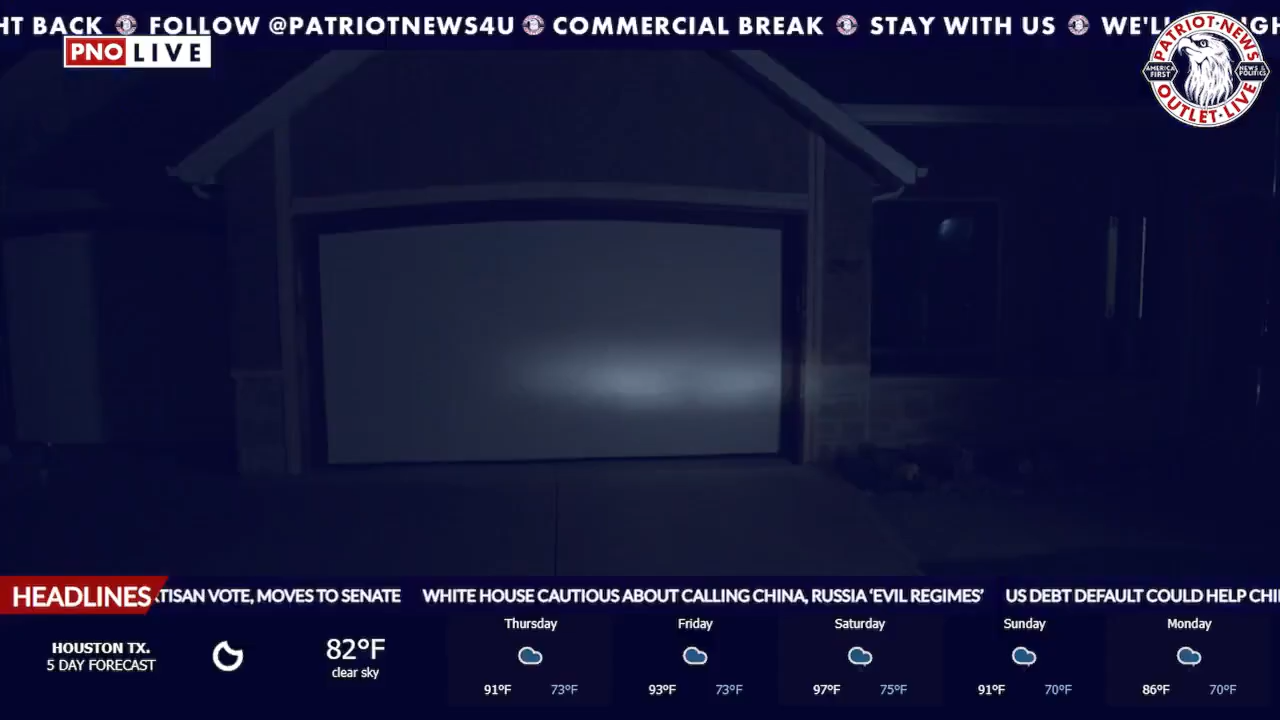 HT BACK FOLLOW @PATRIOTNEWS4U COMMERCIAL BREAK STAY WITH US WE'LL
PNO LIVE
PATRIOT·NEWS
AMERICA FIRST
NEWS & POLITICS
OUTLET·LIVE
HEADLINES
TISAN VOTE, MOVES TO SENATE WHITE HOUSE CAUTIOUS ABOUT CALLING CHINA, RUSSIA ‘EVIL REGIMES’ US DEBT DEFAULT COULD HELP CHI
HOUSTON TX.
5 DAY FORECAST
82°F
clear sky
Thursday
91°F 73°F
Friday
93°F 73°F
Saturday
97°F 75°F
Sunday
91°F 70°F
Monday
86°F 70°F